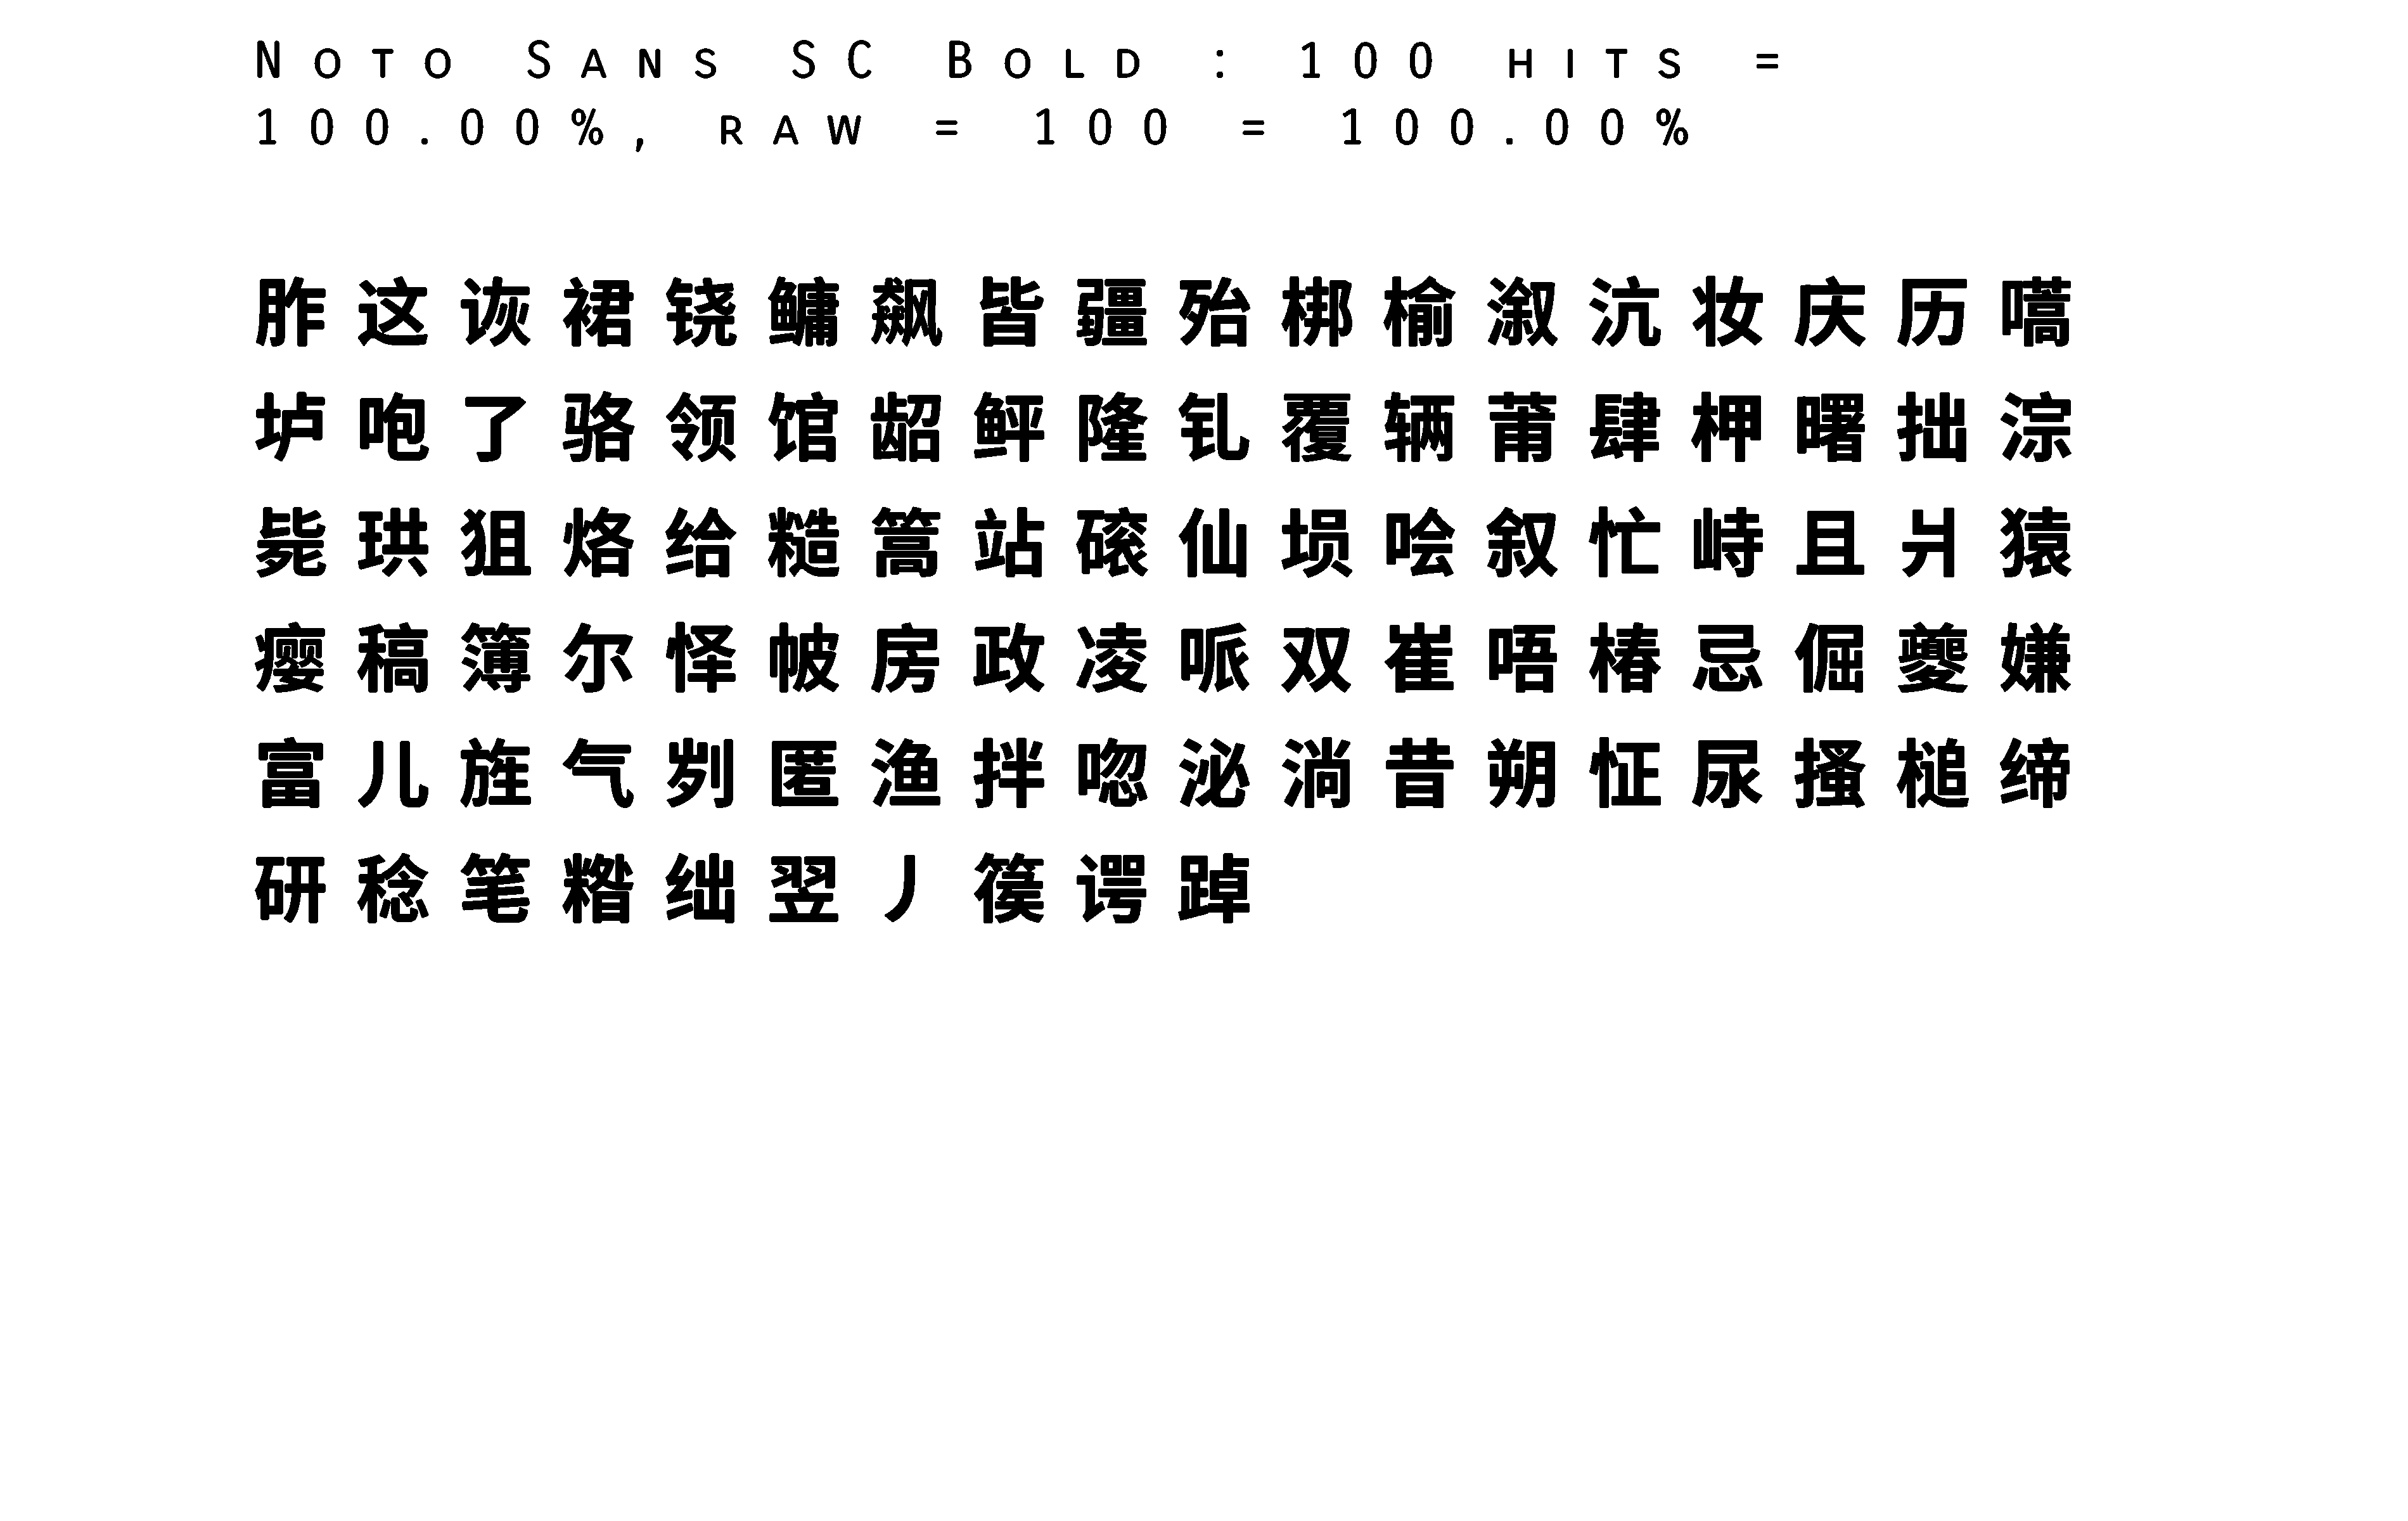 Noto Sans SC Bold : 100 hits =
100.00%, raw = 100 = 100.00%
胙这诙裙铙鳙飙皆疆殆梆榆溆沆妆庆历嚆
垆咆了骆领馆龆鲆隆钆覆辆莆肆柙曙拙淙
毙珙狙烙给糙篙站磙仙埙哙叙忙峙且爿猿
瘿稿簿尔怿帔房政凌哌双崔唔椿忌倔夔嫌
富儿旌气刿匿渔拌唿泌淌昔朔怔尿搔槌缔
研稔笔糌绌翌丿篌谔踔